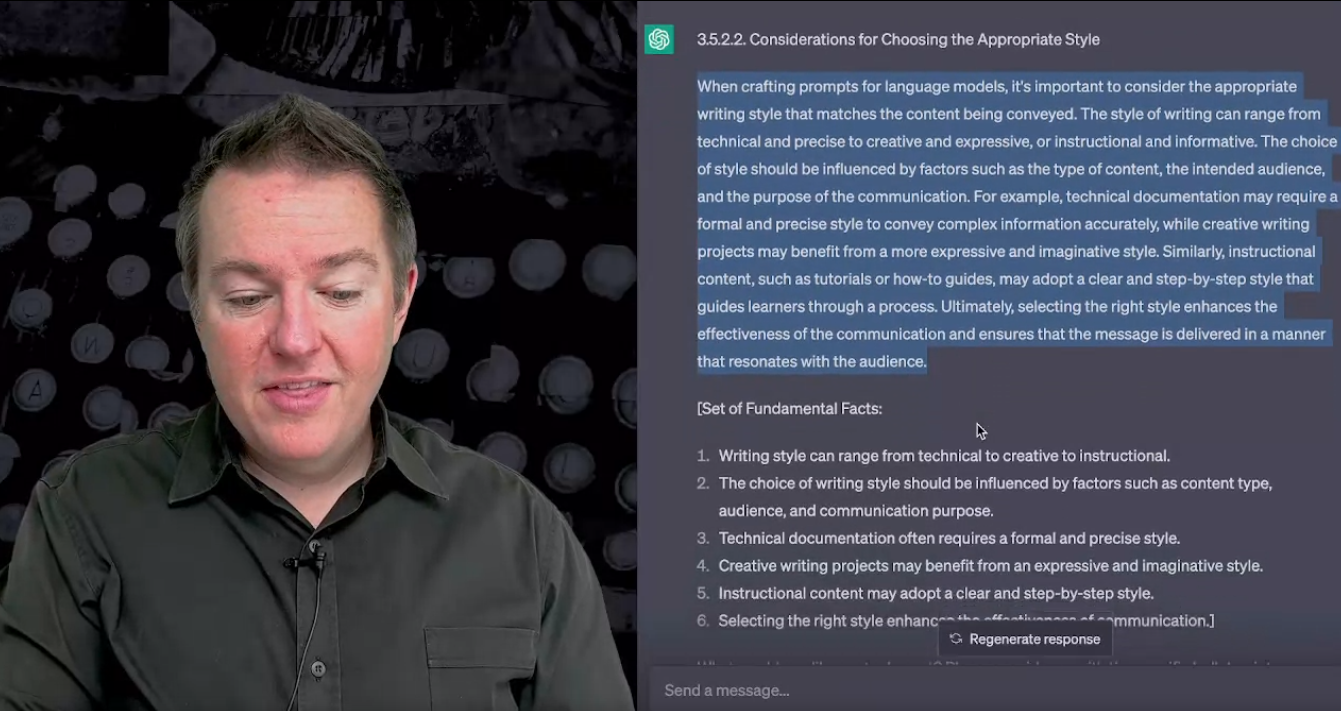 3.5.2.2. Considerations for Choosing the Appropriate Style
When crafting prompts for language models, it's important to consider the appropriate
writing style that matches the content being conveyed. The style of writing can range from
technical and precise to creative and expressive, or instructional and informative. The choice
of style should be influenced by factors such as the type of content, the intended audience,
and the purpose of the communication. For example, technical documentation may require a
formal and precise style to convey complex information accurately, while creative writing
projects may benefit from a more expressive and imaginative style. Similarly, instructional
content, such as tutorials or how-to guides, may adopt a clear and step-by-step style that
guides learners through a process. Ultimately, selecting the right style enhances the
effectiveness of the communication and ensures that the message is delivered in a manner
that resonates with the audience.
[Set of Fundamental Facts:
1. Writing style can range from technical to creative to instructional.
2. The choice of writing style should be influenced by factors such as content type,
audience, and communication purpose.
3. Technical documentation often requires a formal and precise style.
4. Creative writing projects may benefit from an expressive and imaginative style.
5. Instructional content may adopt a clear and step-by-step style.
6. Selecting the right style enhances the effectiveness of communication.]
Regenerate response
Send a message...